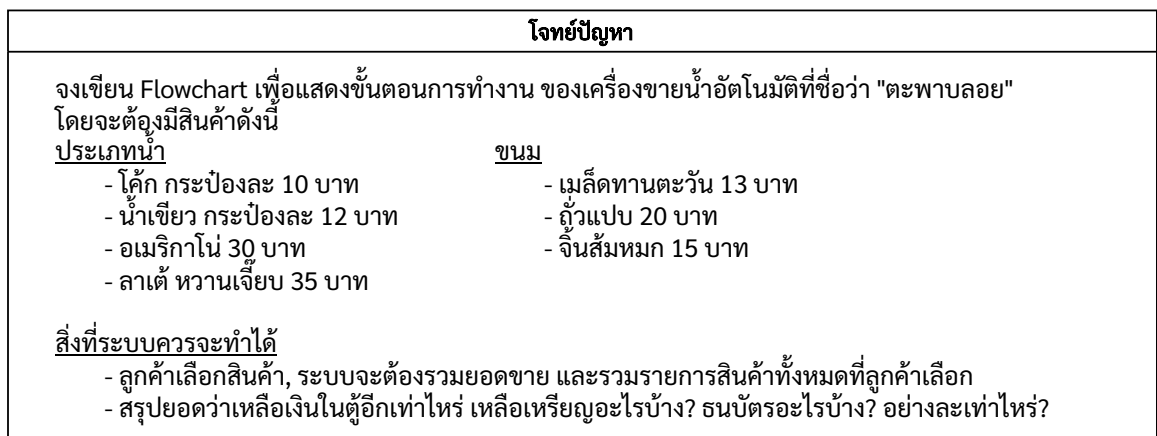 โจทย์ปัญหา
จงเขียน Flowchart เพื่อแสดงขั้นตอนการทำงาน ของเครื่องขายน้ำอัตโนมัติที่ชื่อว่า "ตะพาบลอย"
โดยจะต้องมีสินค้าดังนี้
ประเภทน้ำ ขนม
- โค้ก กระป๋องละ 10 บาท - เมล็ดทานตะวัน 13 บาท
- น้ำเขียว กระป๋องละ 12 บาท - ถั่วแปบ 20 บาท
- อเมริกาโน่ 30 บาท - จิ้นส้มหมก 15 บาท
- ลาเต้ หวานเจี๊ยบ 35 บาท
สิ่งที่ระบบควรจะทำได้
- ลูกค้าเลือกสินค้า, ระบบจะต้องรวมยอดขาย และรวมรายการสินค้าทั้งหมดที่ลูกค้าเลือก
- สรุปยอดว่าเหลือเงินในตู้อีกเท่าไหร่ เหลือเหรียญอะไรบ้าง? ธนบัตรอะไรบ้าง? อย่างละเท่าไหร่?